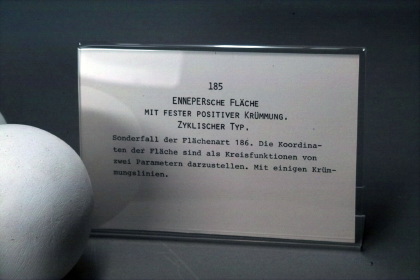 185
ENNEPERSCHE FLÄCHE
MIT FESTER POSITIVER KRÜMMUNG.
ZYKLISCHER TYP.
Sonderfall der Flächenart 186. Die Koordina-
ten der Fläche sind als Kreisfunktionen von
zwei Parametern darzustellen. Mit einigen Krüm-
mungslinien.